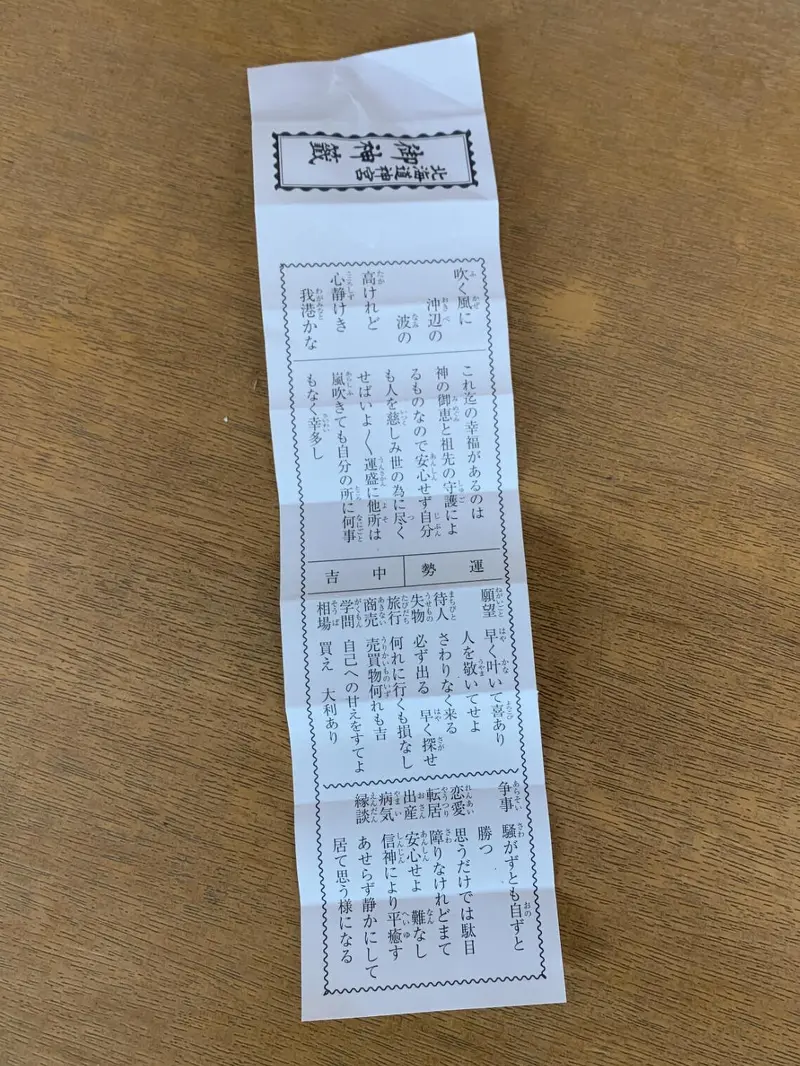 北海道神宮
御神籤
吹く風に
沖辺の
波の
高けれど
心静けき
我港かな
これ迄の幸福があるのは
神の御恵と祖先の守護によ
るものなので安心せず自分
も人を慈しみ世の為に尽く
せばいよ〱運盛に他所は
嵐吹きても自分の所に何事
もなく幸多し
運勢
中吉
願望 早く叶いて喜あり
人を敬いてせよ
待人 さわりなく来る
失物 必ず出る 早く探せ
旅行 何れに行くも損なし
商売 売買物何れも吉
学問 自己への甘えをすてよ
相場 買え 大利あり
争事 騒がずとも自ずと
勝つ
恋愛 思うだけでは駄目
転居 障りなけれどまて
出産 安心せよ 難なし
病気 信神により平癒す
縁談 あせらず静かにして
居て思う様になる